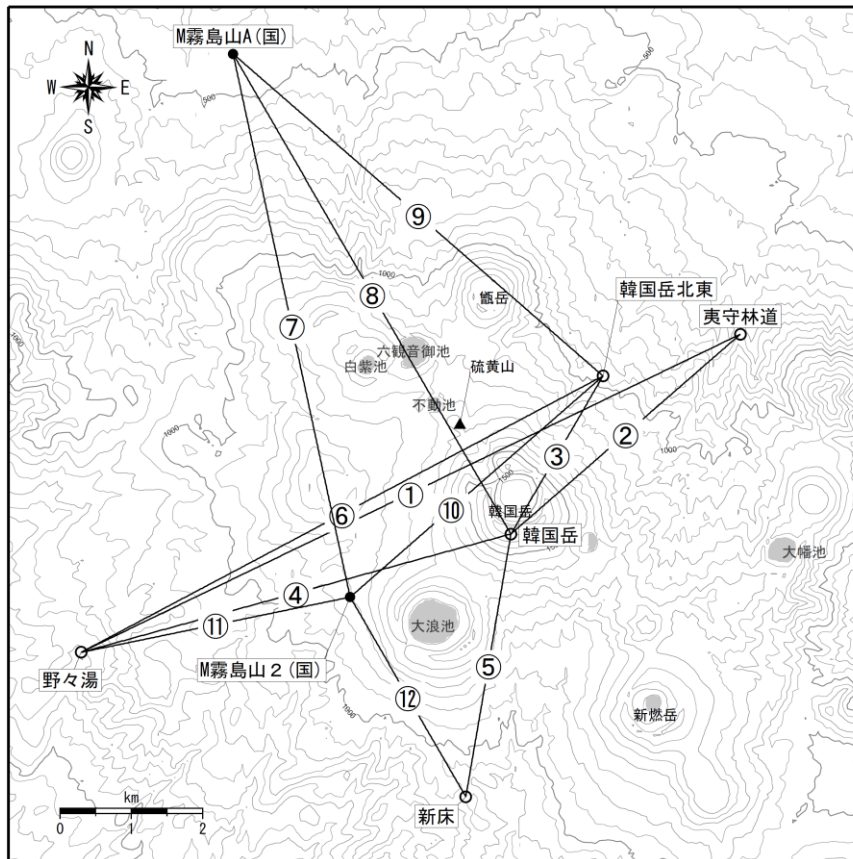 M霧島山A(国)
N
W E
S
500
500
⑨
1000
甑岳
韓国岳北東
⑧
夷守林道
⑦
六観音御池
白紫池
硫黄山
不動池
1000
②
③
1000
1500
①
⑥
⑩
韓国岳
韓国岳
大幡池
④
⑪
大浪池
野々湯
M霧島山2(国)
⑤
⑫
1000
新燃岳
km
0 1 2
新床